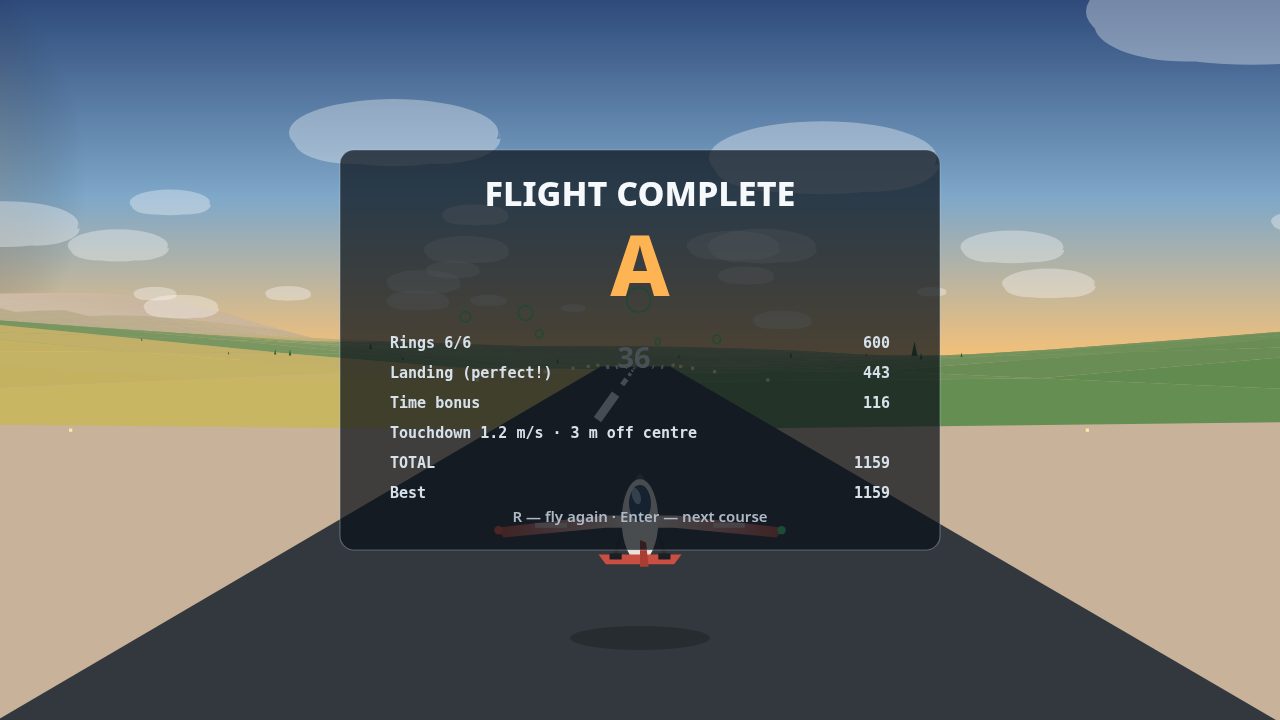 FLIGHT COMPLETE
A
Rings 6/6 600
36
Landing (perfect!) 443
Time bonus 116
Touchdown 1.2 m/s · 3 m off centre
TOTAL 1159
Best 1159
R — fly again · Enter — next course